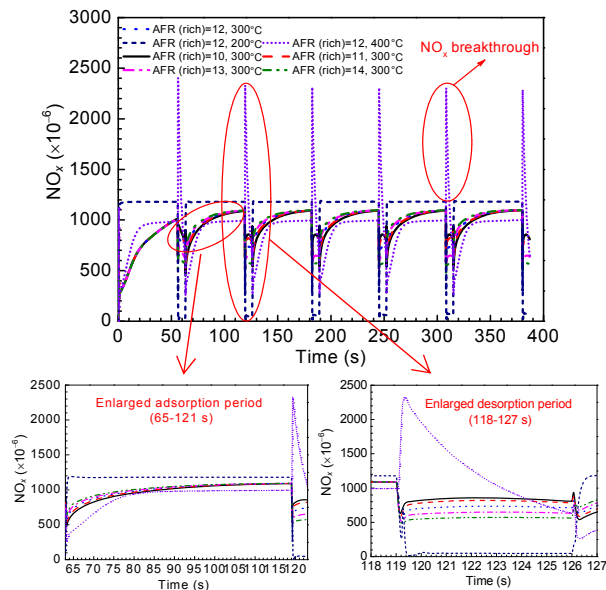 AFR (rich)=12, 300°C
AFR (rich)=12, 200°C AFR (rich)=12, 400°C
AFR (rich)=10, 300°C AFR (rich)=11, 300°C
AFR (rich)=13, 300°C AFR (rich)=14, 300°C
NOx breakthrough
NOx (×10⁻⁶)
3000
2500
2000
1500
1000
500
0
0 50 100 150 200 250 300 350 400
Time (s)
Enlarged adsorption period
(65-121 s)
NOx (×10⁻⁶)
2500
2000
1500
1000
500
0
65 70 75 80 85 90 95 100 105 110 115 120
Time (s)
Enlarged desorption period
(118-127 s)
NOx (×10⁻⁶)
2500
2000
1500
1000
500
0
118 119 120 121 122 123 124 125 126 127
Time (s)